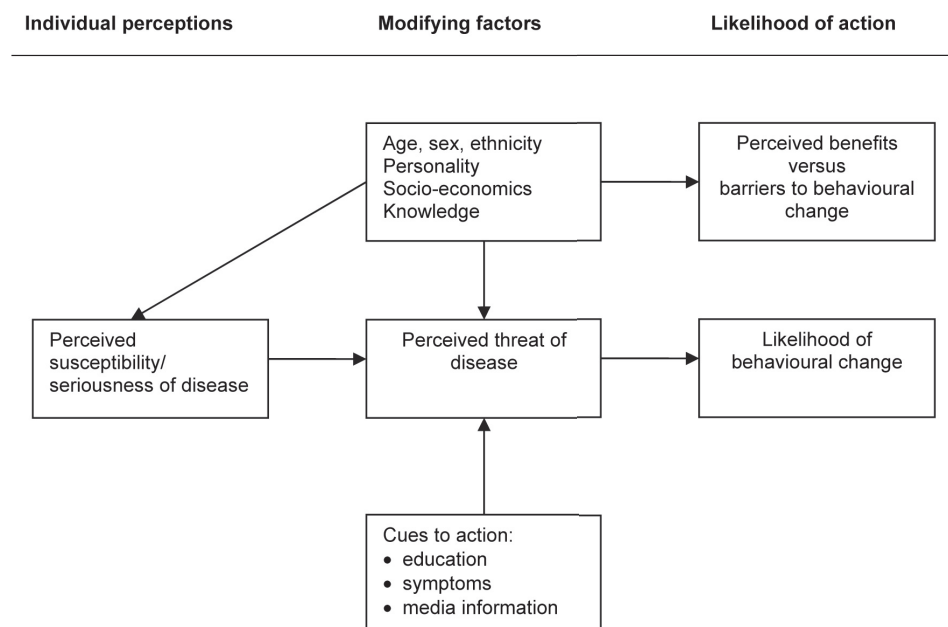 Individual perceptions
Modifying factors
Likelihood of action
Age, sex, ethnicity
Personality
Socio-economics
Knowledge
Perceived benefits
versus
barriers to behavioural
change
Perceived
susceptibility/
seriousness of disease
Perceived threat of
disease
Likelihood of
behavioural change
Cues to action:
• education
• symptoms
• media information